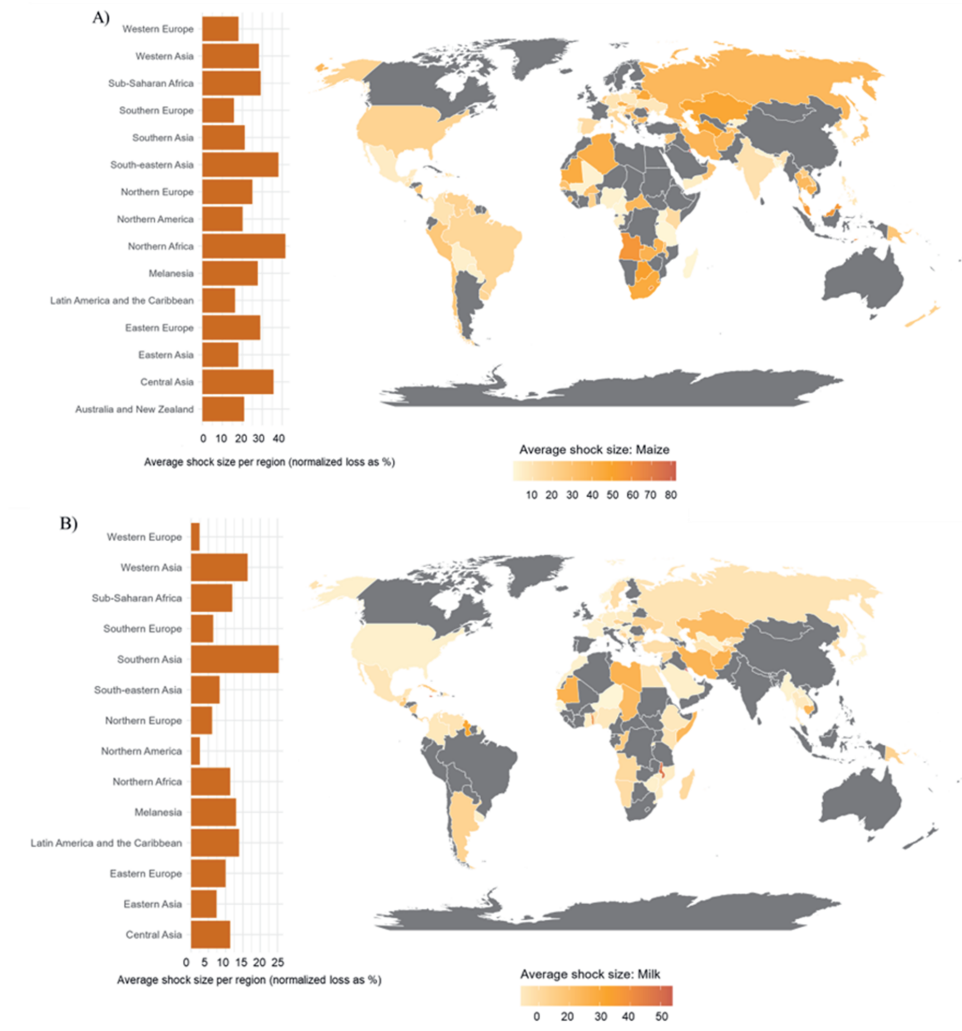 A)
Western Europe
Western Asia
Sub-Saharan Africa
Southern Europe
Southern Asia
South-eastern Asia
Northern Europe
Northern America
Northern Africa
Melanesia
Latin America and the Caribbean
Eastern Europe
Eastern Asia
Central Asia
Australia and New Zealand
0 10 20 30 40
Average shock size per region (normalized loss as %)
Average shock size: Maize
10 20 30 40 50 60 70 80
B)
Western Europe
Western Asia
Sub-Saharan Africa
Southern Europe
Southern Asia
South-eastern Asia
Northern Europe
Northern America
Northern Africa
Melanesia
Latin America and the Caribbean
Eastern Europe
Eastern Asia
Central Asia
0 5 10 15 20 25
Average shock size per region (normalized loss as %)
Average shock size: Milk
0 20 30 40 50